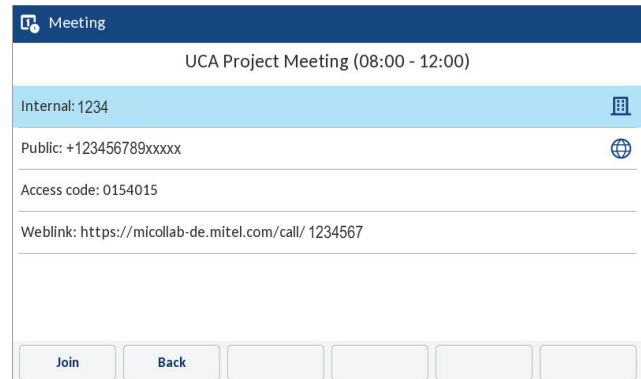 Meeting
UCA Project Meeting (08:00 - 12:00)
Internal: 1234
Public: +123456789xxxxx
Access code: 0154015
Weblink: https://micollab-de.mitel.com/call/ 1234567
Join Back